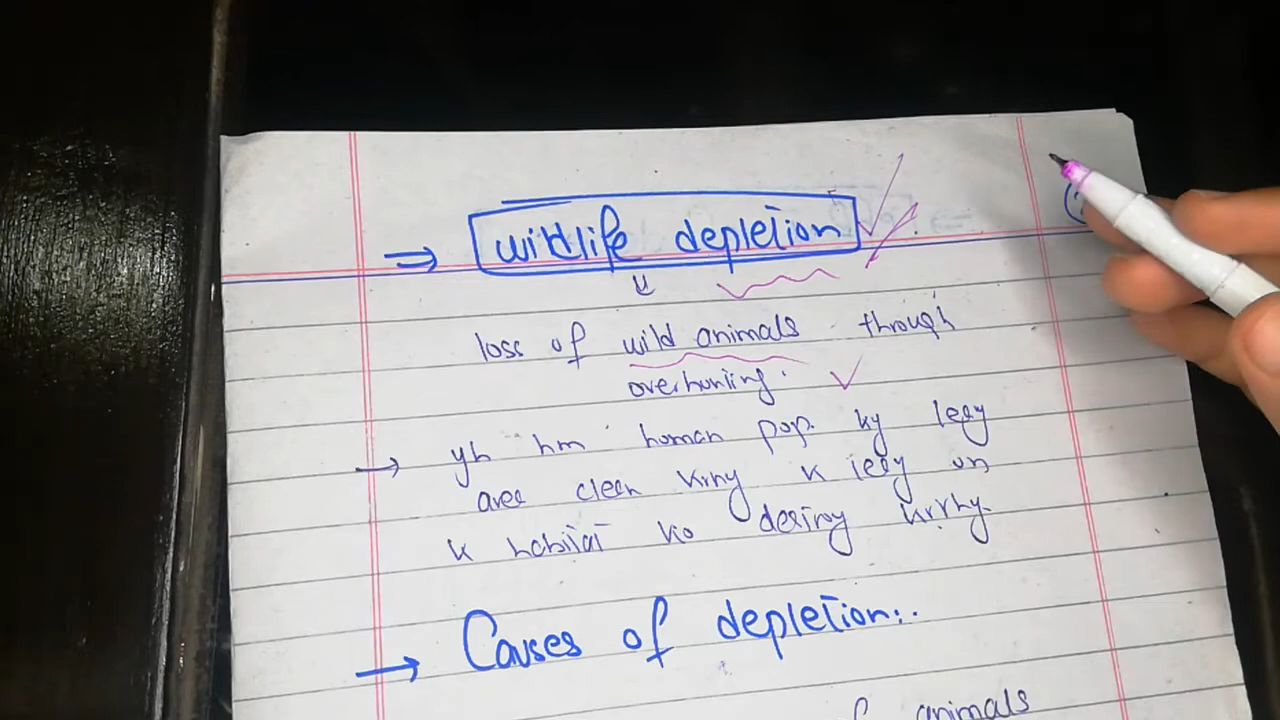 wildlife depletion
loss of wild animals through
overhunting.
yh hm human pop. ky leey
area clean krny k leey un
k habitat ko destroy krrhy.
Causes of depletion:.
of animals